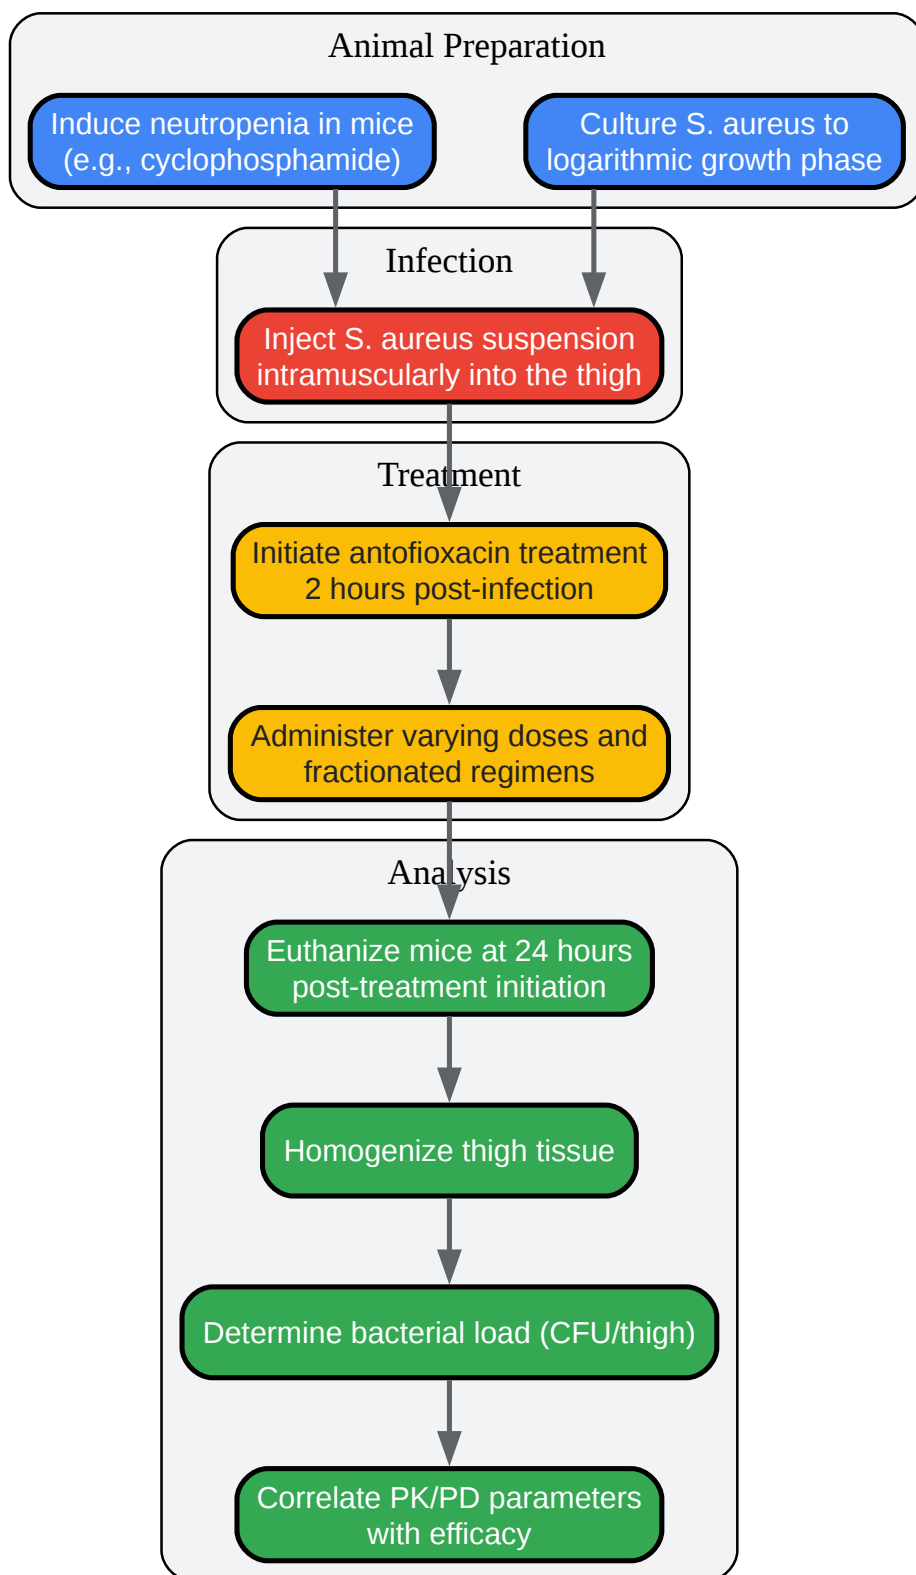 Animal Preparation
Induce neutropenia in mice
(e.g., cyclophosphamide)
Culture S. aureus to
logarithmic growth phase
Infection
Inject S. aureus suspension
intramuscularly into the thigh
Treatment
Initiate antofioxacin treatment
2 hours post-infection
Administer varying doses and
fractionated regimens
Analysis
Euthanize mice at 24 hours
post-treatment initiation
Homogenize thigh tissue
Determine bacterial load (CFU/thigh)
Correlate PK/PD parameters
with efficacy